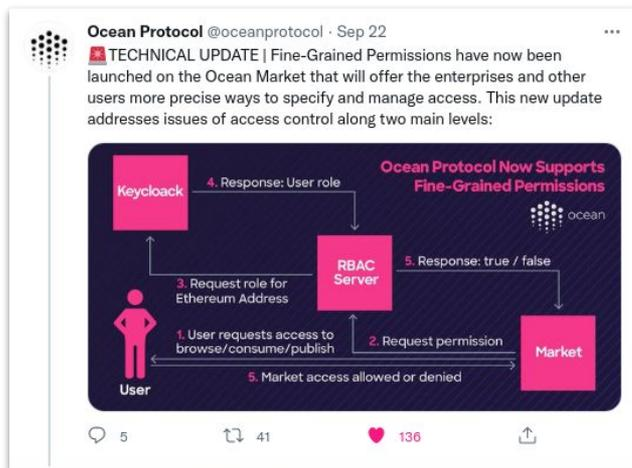 Ocean Protocol @oceanprotocol · Sep 22
🚨TECHNICAL UPDATE | Fine-Grained Permissions have now been
launched on the Ocean Market that will offer the enterprises and other
users more precise ways to specify and manage access. This new update
addresses issues of access control along two main levels:
Ocean Protocol Now Supports
Fine-Grained Permissions
ocean
Keycloack
4. Response: User role
RBAC
Server
5. Response: true / false
3. Request role for
Ethereum Address
1. User requests access to
browse/consume/publish
2. Request permission
Market
5. Market access allowed or denied
User
5 41 136